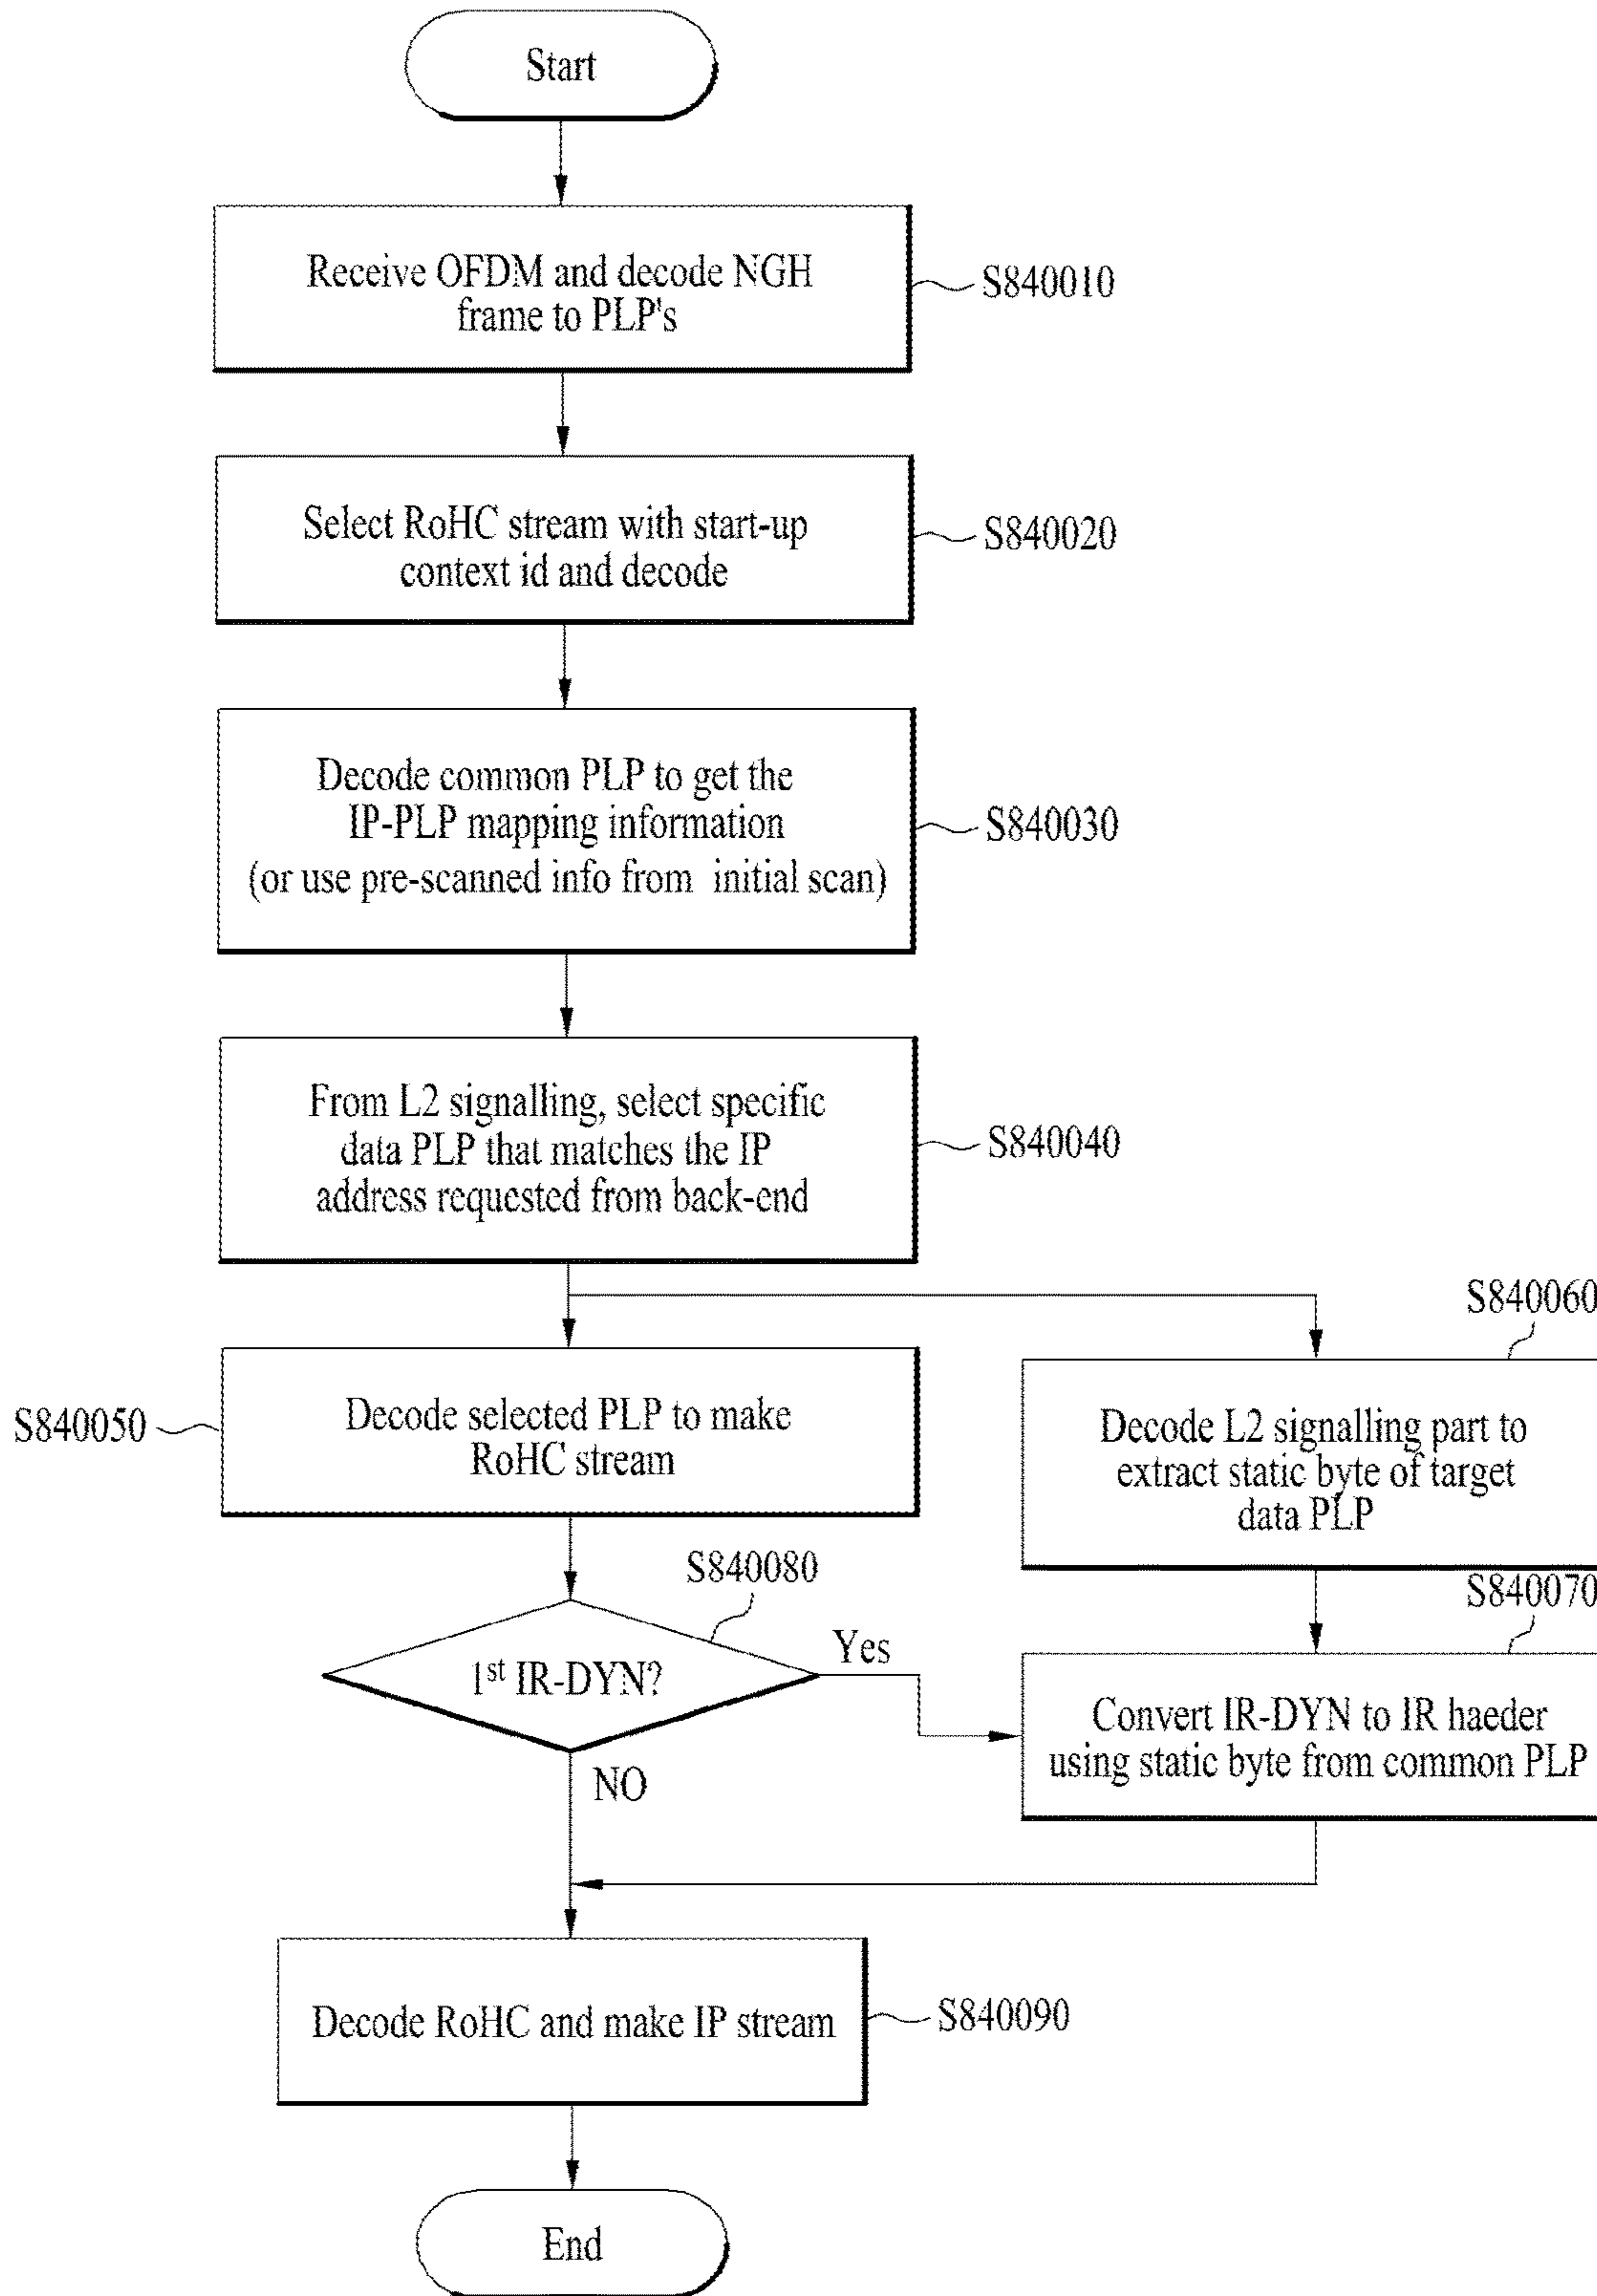 Start
Receive OFDM and decode NGH
frame to PLP's
S840010
Select RoHC stream with start-up
context id and decode
S840020
Decode common PLP to get the
IP-PLP mapping information
(or use pre-scanned info from initial scan)
S840030
From L2 signalling, select specific
data PLP that matches the IP
address requested from back-end
S840040
S840060
S840050
Decode selected PLP to make
RoHC stream
Decode L2 signalling part to
extract static byte of target
data PLP
S840080
S840070
1st IR-DYN?
Yes
NO
Convert IR-DYN to IR haeder
using static byte from common PLP
Decode RoHC and make IP stream
S840090
End